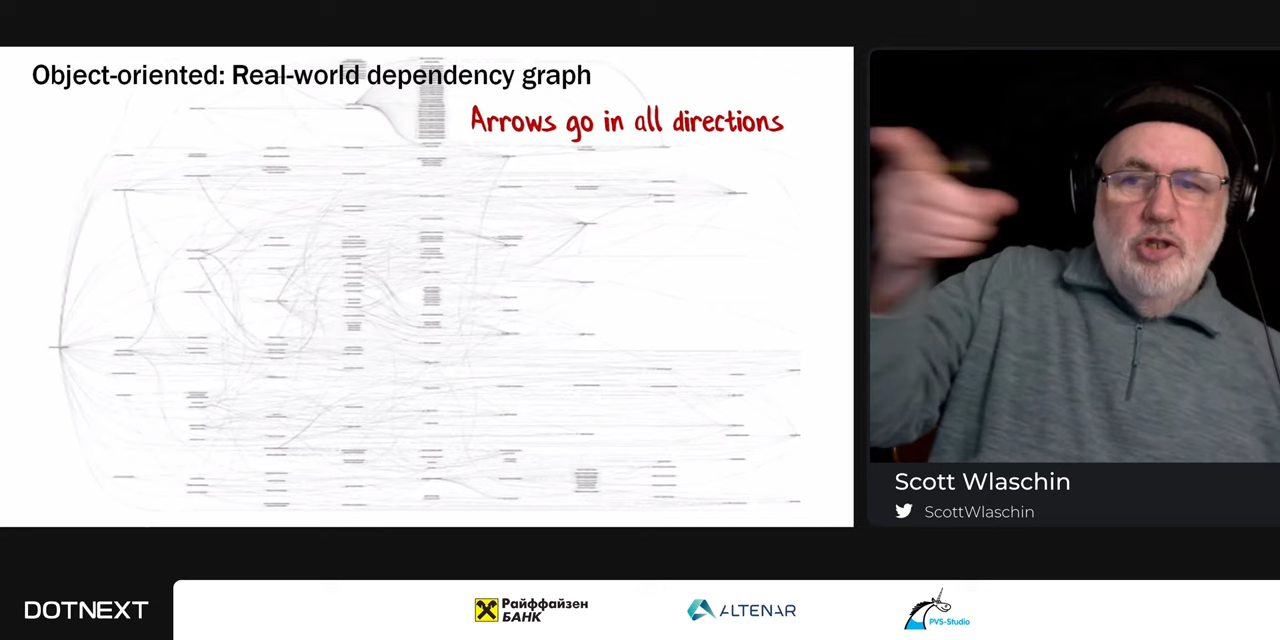 Object-oriented: Real-world dependency graph
Arrows go in all directions
Scott Wlaschin
ScottWlaschin
DOTNEXT
Райффайзен
БАНК
ALTENAR
PVS-Studio